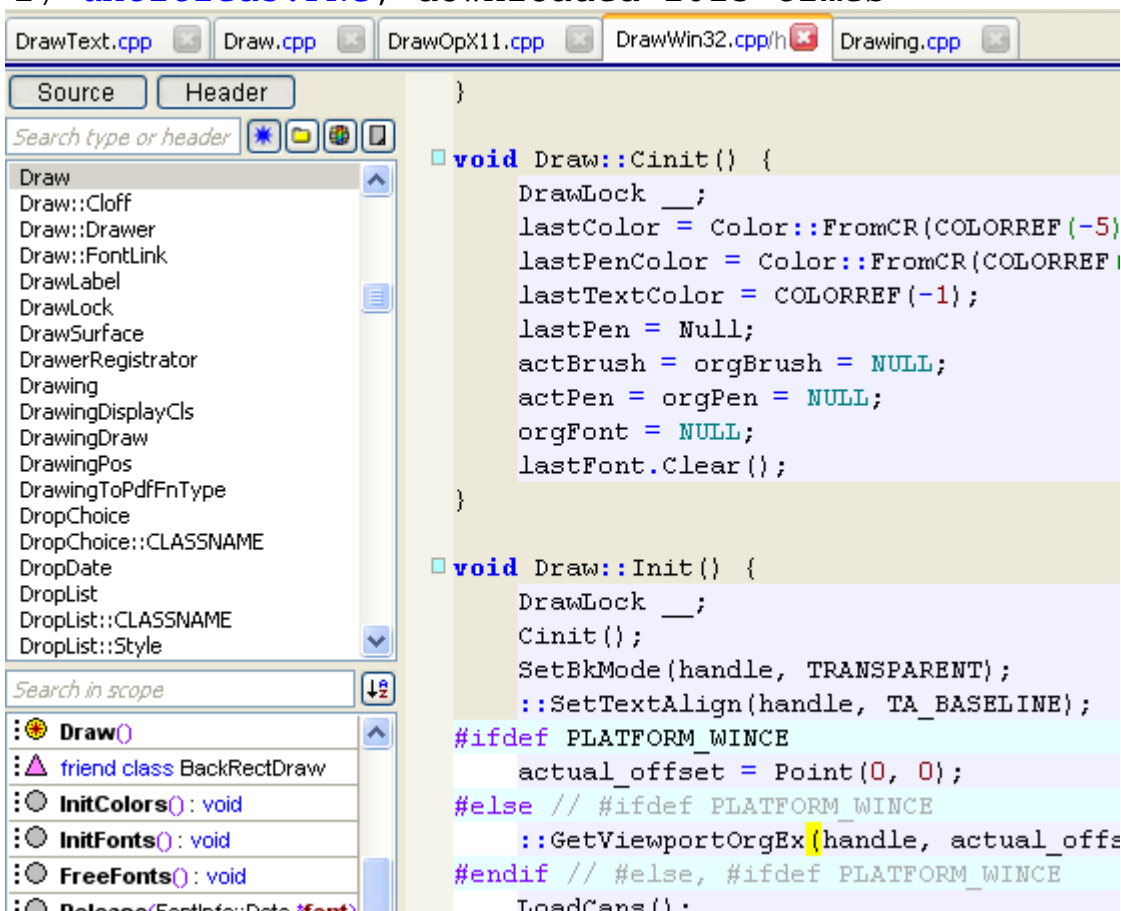 DrawText.cpp Draw.cpp DrawOpX11.cpp DrawWin32.cpp/h Drawing.cpp
Source Header
Search type or header
Draw
Draw::Cloff
Draw::Drawer
Draw::FontLink
DrawLabel
DrawLock
DrawSurface
DrawerRegistrator
Drawing
DrawingDisplayCls
DrawingDraw
DrawingPos
DrawingToPdfFnType
DropChoice
DropChoice::CLASSNAME
DropDate
DropList
DropList::CLASSNAME
DropList::Style
Search in scope
Draw()
friend class BackRectDraw
InitColors() : void
InitFonts() : void
FreeFonts() : void
}
void Draw::Cinit() {
DrawLock __;
lastColor = Color::FromCR(COLORREF(-5)
lastPenColor = Color::FromCR(COLORREF
lastTextColor = COLORREF(-1);
lastPen = Null;
actBrush = orgBrush = NULL;
actPen = orgPen = NULL;
orgFont = NULL;
lastFont.Clear();
}
void Draw::Init() {
DrawLock __;
Cinit();
SetBkMode(handle, TRANSPARENT);
::SetTextAlign(handle, TA_BASELINE);
#ifdef PLATFORM_WINCE
actual_offset = Point(0, 0);
#else // #ifdef PLATFORM_WINCE
::GetViewportOrgEx(handle, actual_offs
#endif // #else, #ifdef PLATFORM_WINCE
LoadCaps();